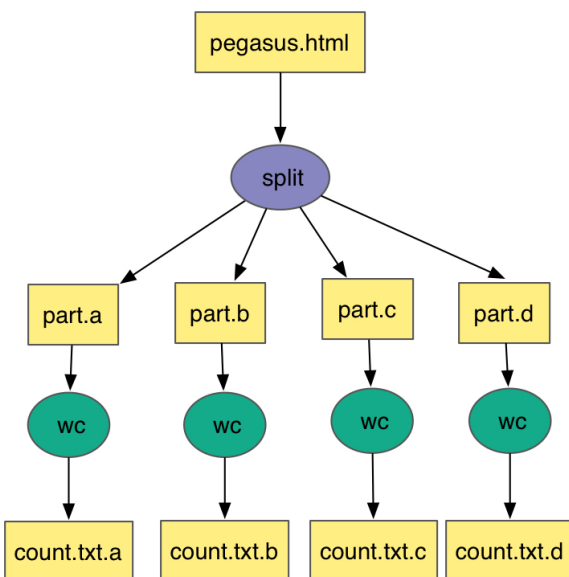 pegasus.html
split
part.a
part.b
part.c
part.d
wc
wc
wc
wc
count.txt.a
count.txt.b
count.txt.c
count.txt.d